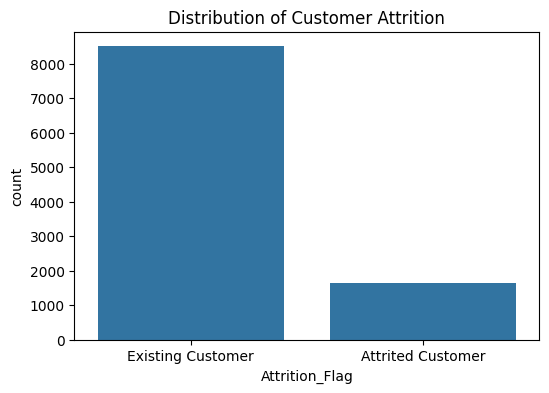 Distribution of Customer Attrition
count
8000
7000
6000
5000
4000
3000
2000
1000
0
Existing Customer
Attrited Customer
Attrition_Flag